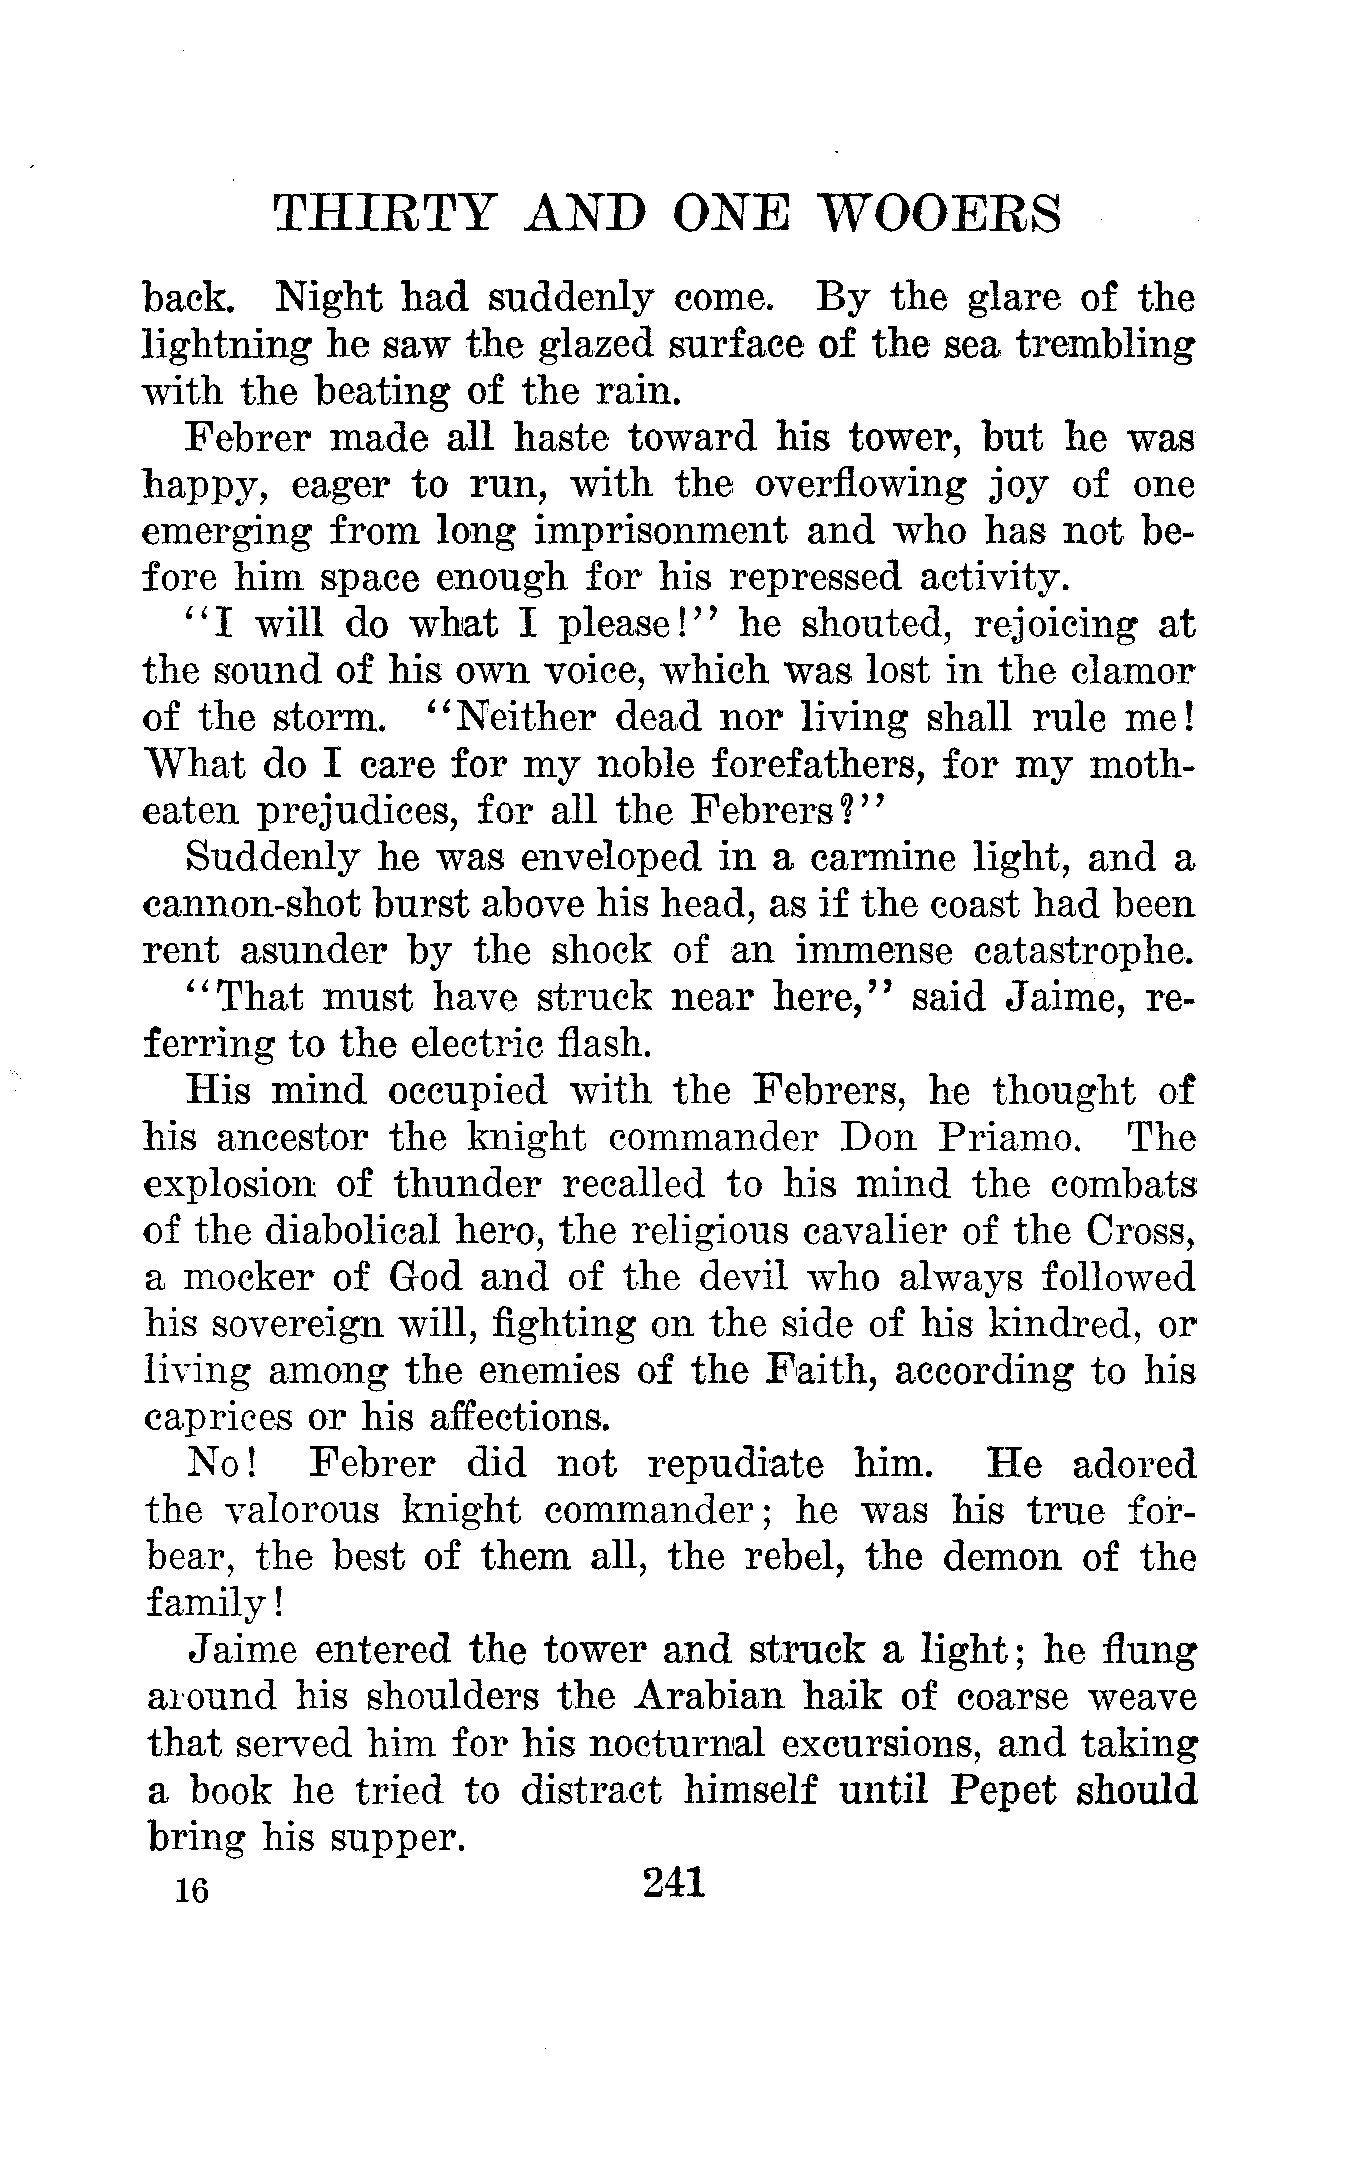 THIRTY AND ONE WOOERS
back. Night had suddenly come. By the glare of the
lightning he saw the glazed surface of the sea trembling
with the beating of the rain.
Febrer made all haste toward his tower, but he was
happy, eager to run, with the overflowing joy of one
emerging from long imprisonment and who has not be-
fore him space enough for his repressed activity.
"I will do what I please!" he shouted, rejoicing at
the sound of his own voice, which was lost in the clamor
of the storm. "Neither dead nor living shall rule me!
What do I care for my noble forefathers, for my moth-
eaten prejudices, for all the Febrers?"
Suddenly he was enveloped in a carmine light, and a
cannon-shot burst above his head, as if the coast had been
rent asunder by the shock of an immense catastrophe.
"That must have struck near here," said Jaime, re-
ferring to the electric flash.
His mind occupied with the Febrers, he thought of
his ancestor the knight commander Don Priamo. The
explosion of thunder recalled to his mind the combats
of the diabolical hero, the religious cavalier of the Cross,
a mocker of God and of the devil who always followed
his sovereign will, fighting on the side of his kindred, or
living among the enemies of the Faith, according to his
caprices or his affections.
No! Febrer did not repudiate him. He adored
the valorous knight commander; he was his true for-
bear, the best of them all, the rebel, the demon of the
family!
Jaime entered the tower and struck a light; he flung
around his shoulders the Arabian haik of coarse weave
that served him for his nocturnal excursions, and taking
a book he tried to distract himself until Pepet should
bring his supper.
16 241